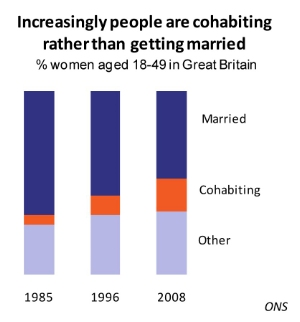 Increasingly people are cohabiting
rather than getting married
% women aged 18-49 in Great Britain
Married
Cohabiting
Other
1985
1996
2008
ONS